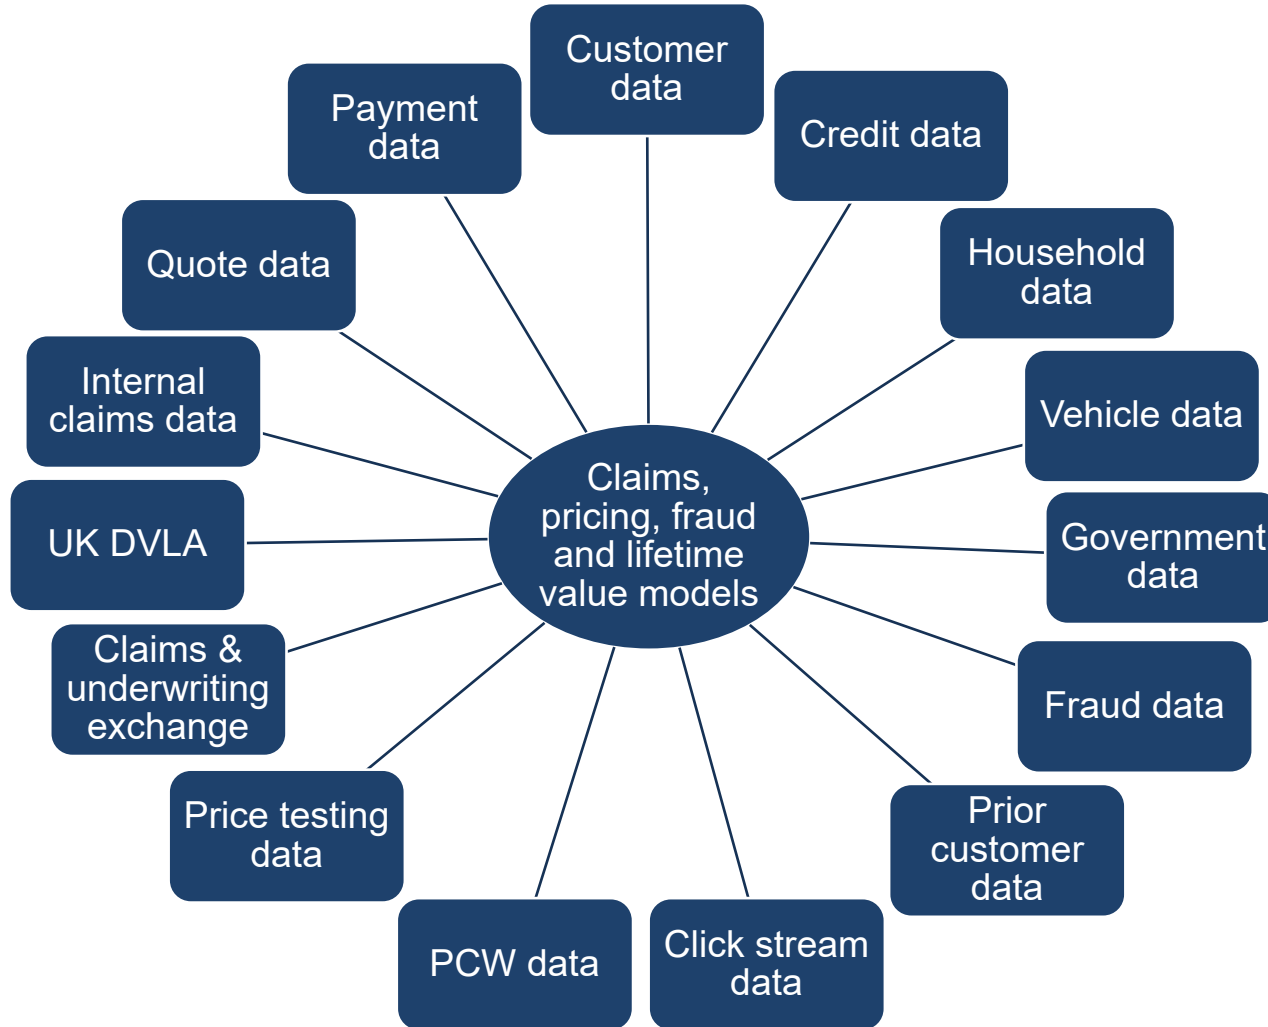 Customer
data
Credit data
Household
data
Vehicle data
Government
data
Fraud data
Prior
customer
data
Click stream
data
PCW data
Price testing
data
Claims &
underwriting
exchange
UK DVLA
Internal
claims data
Quote data
Payment
data
Claims,
pricing, fraud
and lifetime
value models